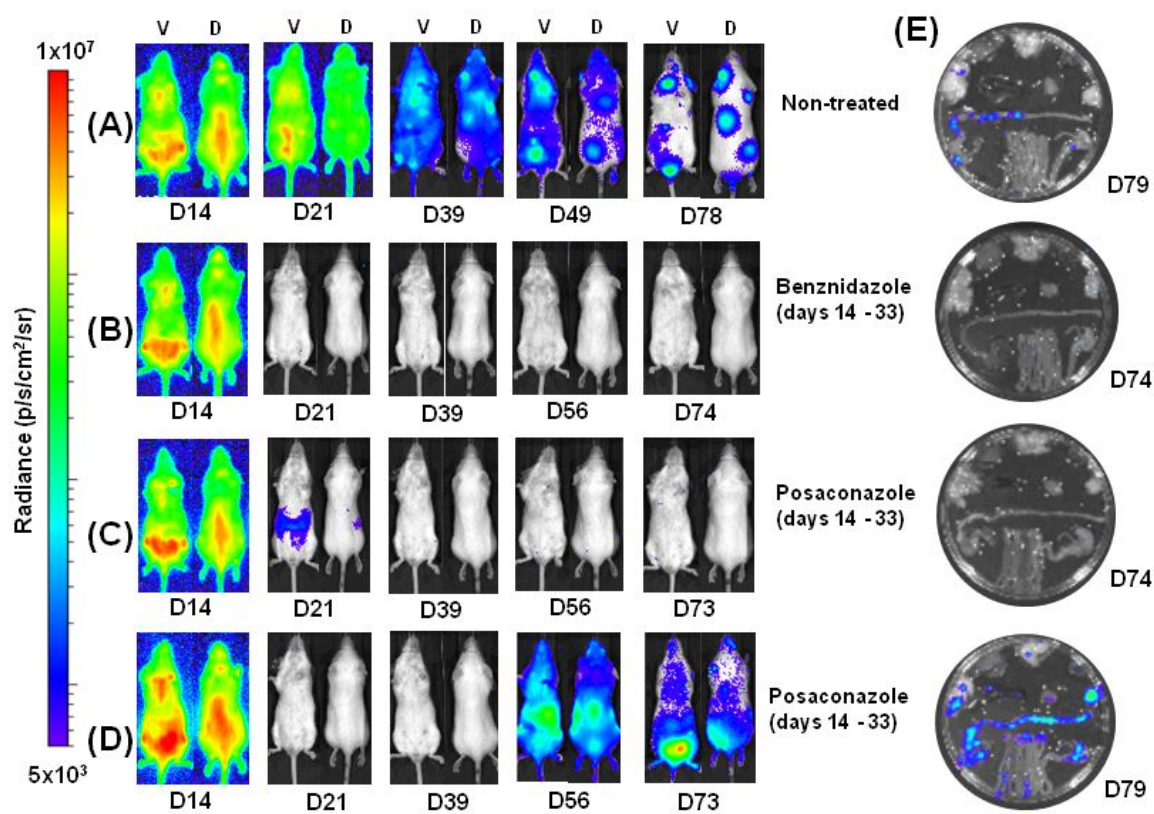 V D V D V D V D V D
(E)
1x10⁷
Radiance (p/s/cm²/sr)
5x10³
(A)
Non-treated
D14 D21 D39 D49 D78
D79
(B)
Benznidazole
(days 14 - 33)
D14 D21 D39 D56 D74
D74
(C)
Posaconazole
(days 14 - 33)
D14 D21 D39 D56 D73
D74
(D)
Posaconazole
(days 14 - 33)
D14 D21 D39 D56 D73
D79